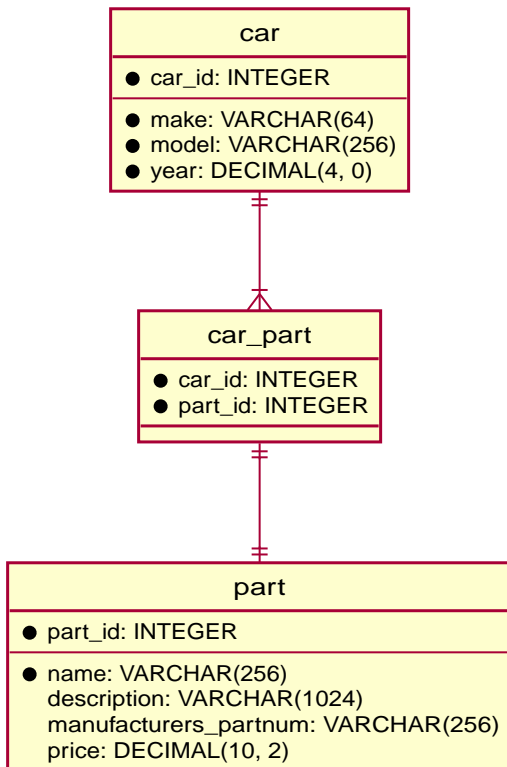 car
● car_id: INTEGER
● make: VARCHAR(64)
● model: VARCHAR(256)
● year: DECIMAL(4, 0)
car_part
● car_id: INTEGER
● part_id: INTEGER
part
● part_id: INTEGER
● name: VARCHAR(256)
description: VARCHAR(1024)
manufacturers_partnum: VARCHAR(256)
price: DECIMAL(10, 2)